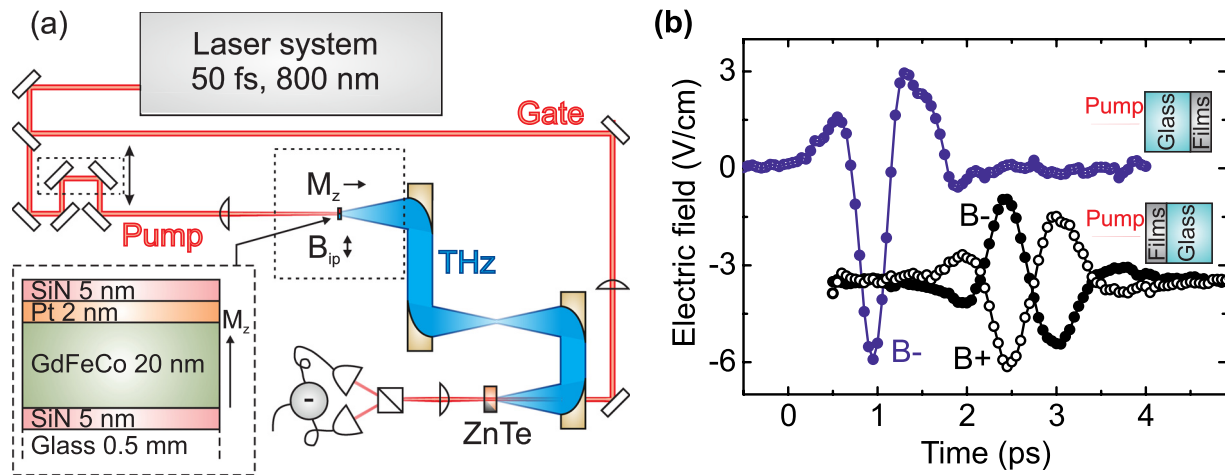 (a)
Laser system
50 fs, 800 nm
Gate
Mz
Pump
Bip
THz
SiN 5 nm
Pt 2 nm
Mz
GdFeCo 20 nm
SiN 5 nm
Glass 0.5 mm
-
ZnTe
(b)
Electric field (V/cm)
3
0
-3
-6
Pump
Glass
Films
Pump
Films
Glass
B-
B-
B+
0
1
2
3
4
Time (ps)